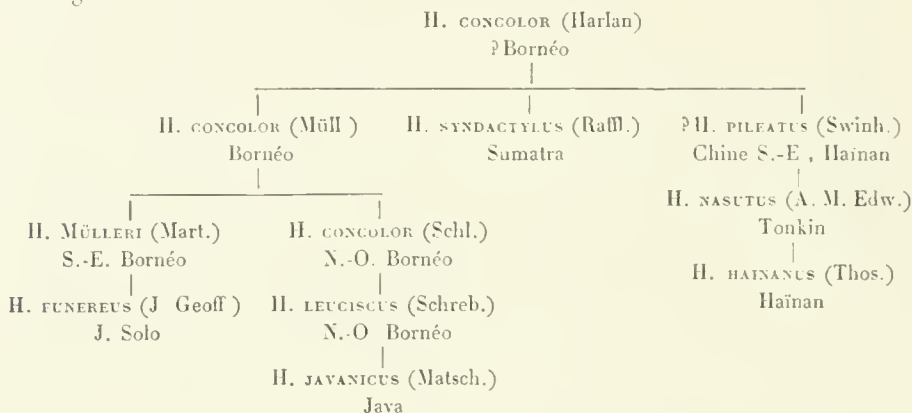 H. CONCOLOR (Harlan)
? Bornéo
H. CONCOLOR (Müll ) H. SYNDACTYLUS (Raffl.) ? H. PILEATUS (Swinh.)
Bornéo Sumatra Chine S.-E , Haïnan
H. NASUTUS (A. M. Edw.)
Tonkin
H. MÜLLERI (Mart.) H. CONCOLOR (Schl.)
S.-E. Bornéo N.-O. Bornéo
H. HAINANUS (Thos.)
Haïnan
H. FUNEREUS (J Geoff ) H. LEUCISCUS (Schreb.)
J. Solo N.-O Bornéo
H. JAVANICUS (Matsch.)
Java